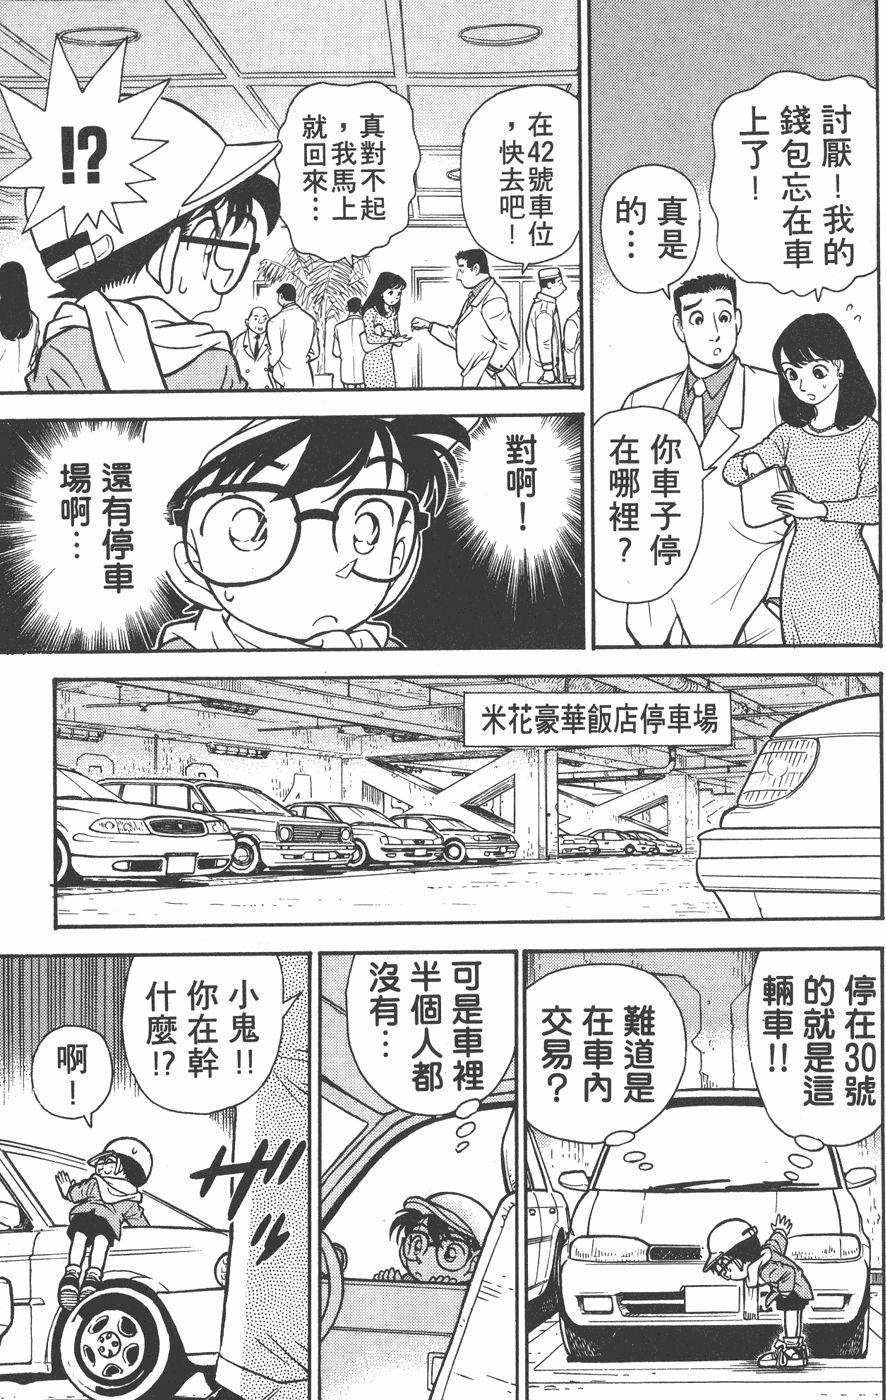 討厭！我的
錢包忘在車
上了！
真是
的…
你車子停
在哪裡？
在42號車位
，快去吧！
真對不起
，我馬上
就回來…
!?
對啊！
還有停車
場啊…
米花豪華飯店停車場
停在30號
的就是這
輛車!!
難道是
在車內
交易？
可是車裡
半個人都
沒有…
小鬼!!
你在幹
什麼!?
啊！